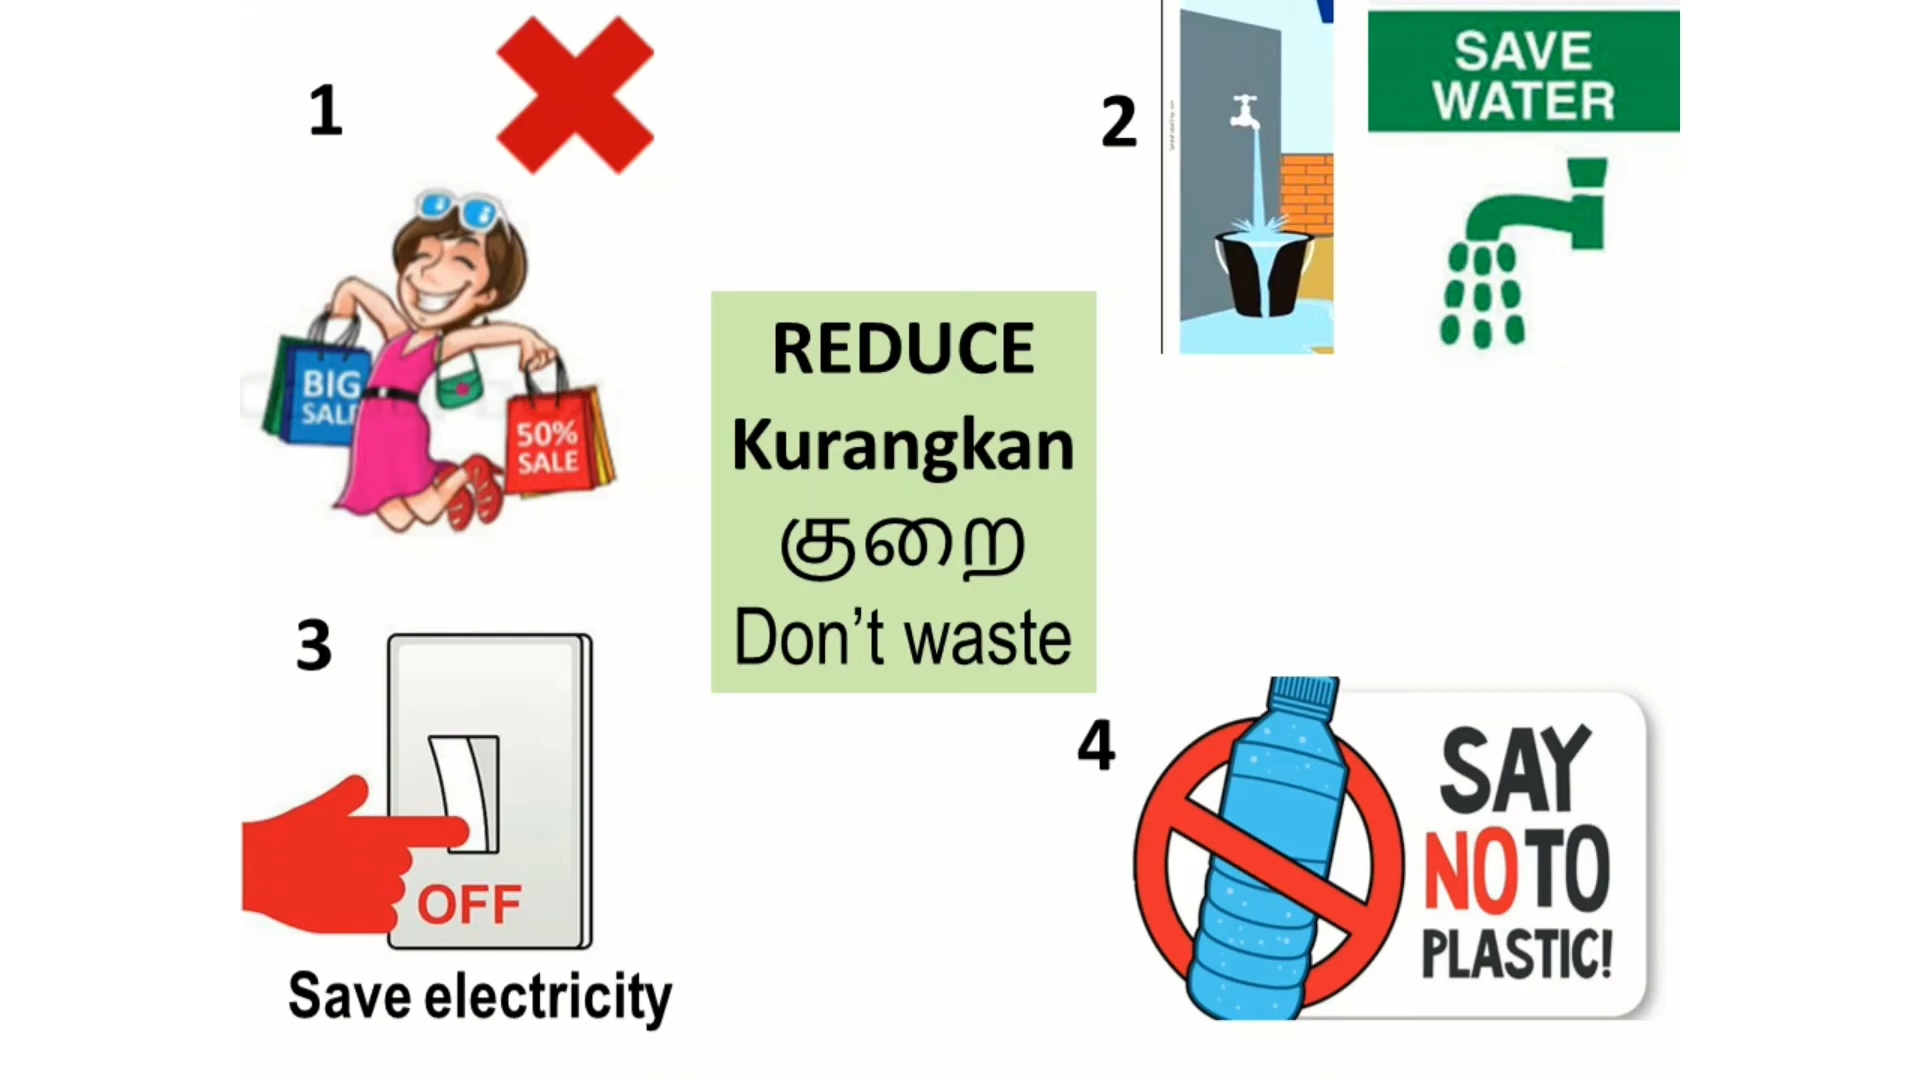 1
BIG
SALE
50%
SALE
2
SAVE
WATER
REDUCE
Kurangkan
குறை
Don’t waste
3
OFF
Save electricity
4
SAY
NO TO
PLASTIC!